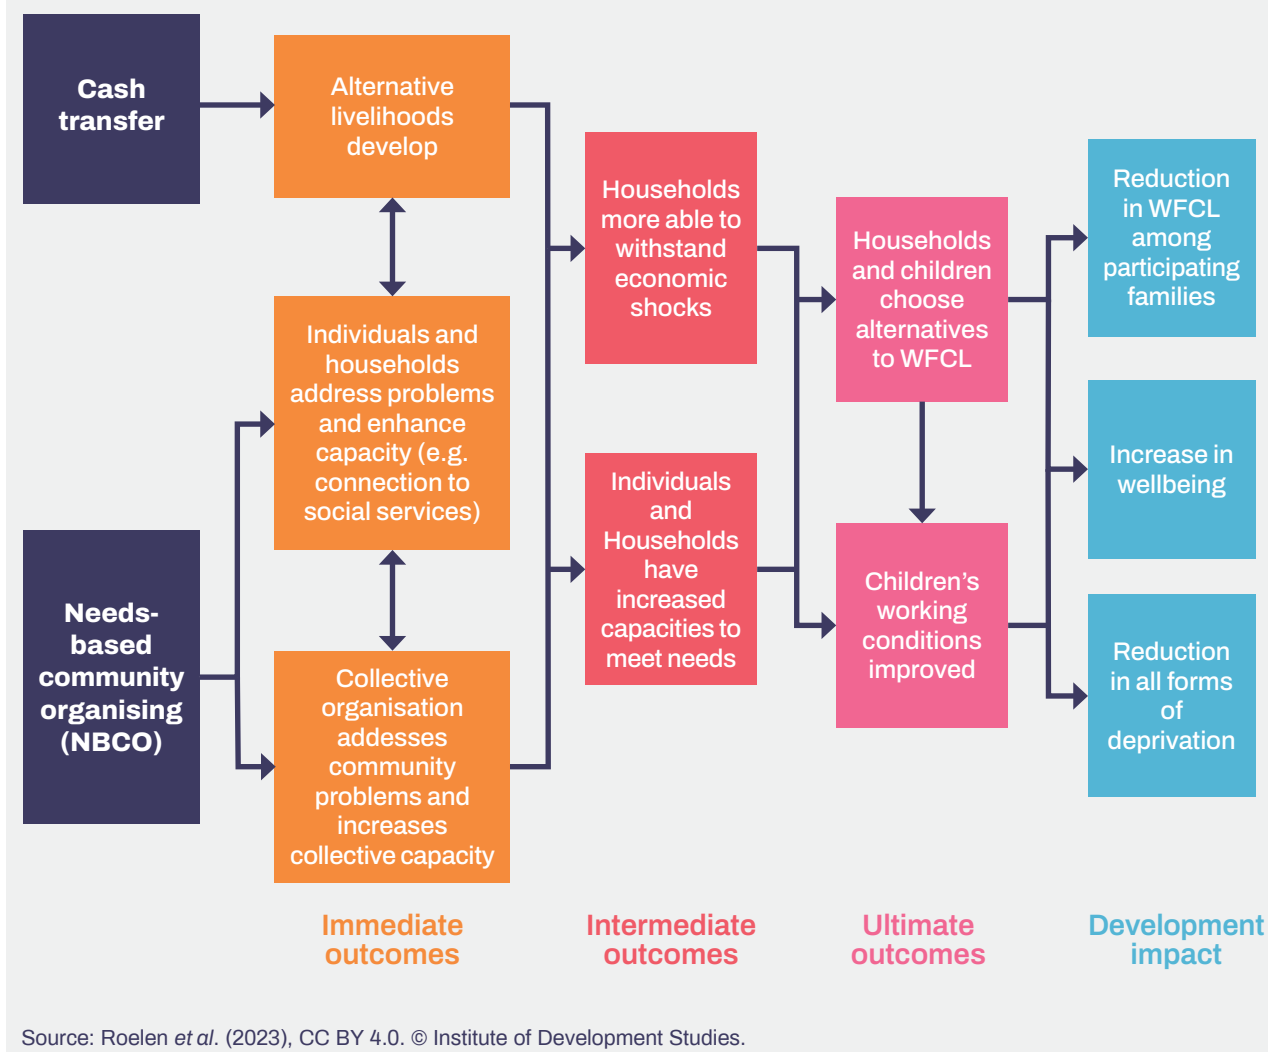 Cash
transfer
Alternative
livelihoods
develop
Individuals and
households
address problems
and enhance
capacity (e.g.
connection to
social services)
Needs-
based
community
organising
(NBCO)
Collective
organisation
addesses
community
problems and
increases
collective capacity
Households
more able to
withstand
economic
shocks
Individuals
and
Households
have
increased
capacities to
meet needs
Households
and children
choose
alternatives
to WFCL
Children’s
working
conditions
improved
Reduction
in WFCL
among
participating
families
Increase in
wellbeing
Reduction
in all forms
of
deprivation
Immediate
outcomes
Intermediate
outcomes
Ultimate
outcomes
Development
impact
Source: Roelen et al. (2023), CC BY 4.0. © Institute of Development Studies.